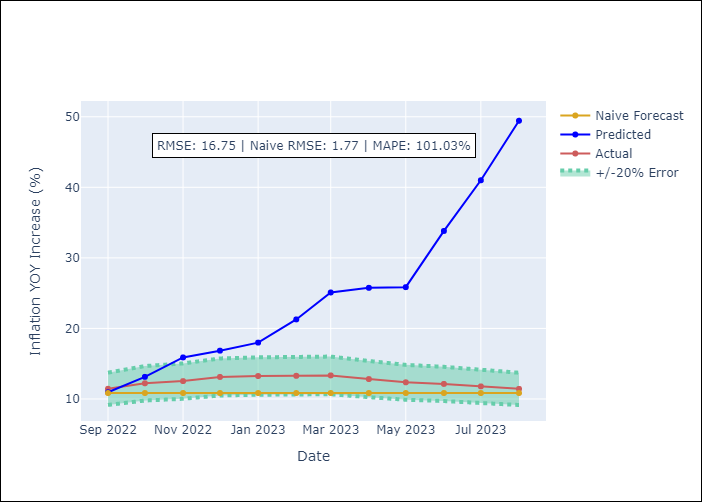 RMSE: 16.75 | Naive RMSE: 1.77 | MAPE: 101.03%
Naive Forecast
Predicted
Actual
+/-20% Error
Inflation YOY Increase (%)
50
40
30
20
10
Sep 2022
Nov 2022
Jan 2023
Mar 2023
May 2023
Jul 2023
Date